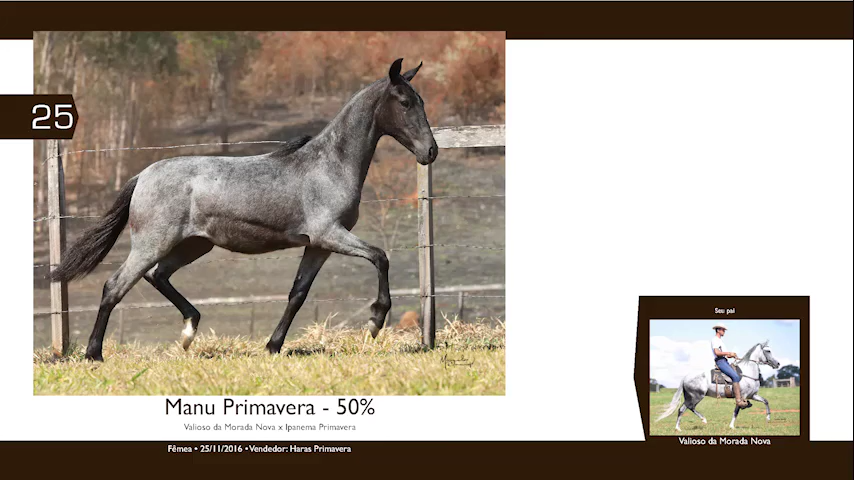 25
Manu Primavera - 50%
Valioso da Morada Nova x Ipanema Primavera
Fêmea • 25/11/2016 • Vendedor: Haras Primavera
Seu pai
Valioso da Morada Nova